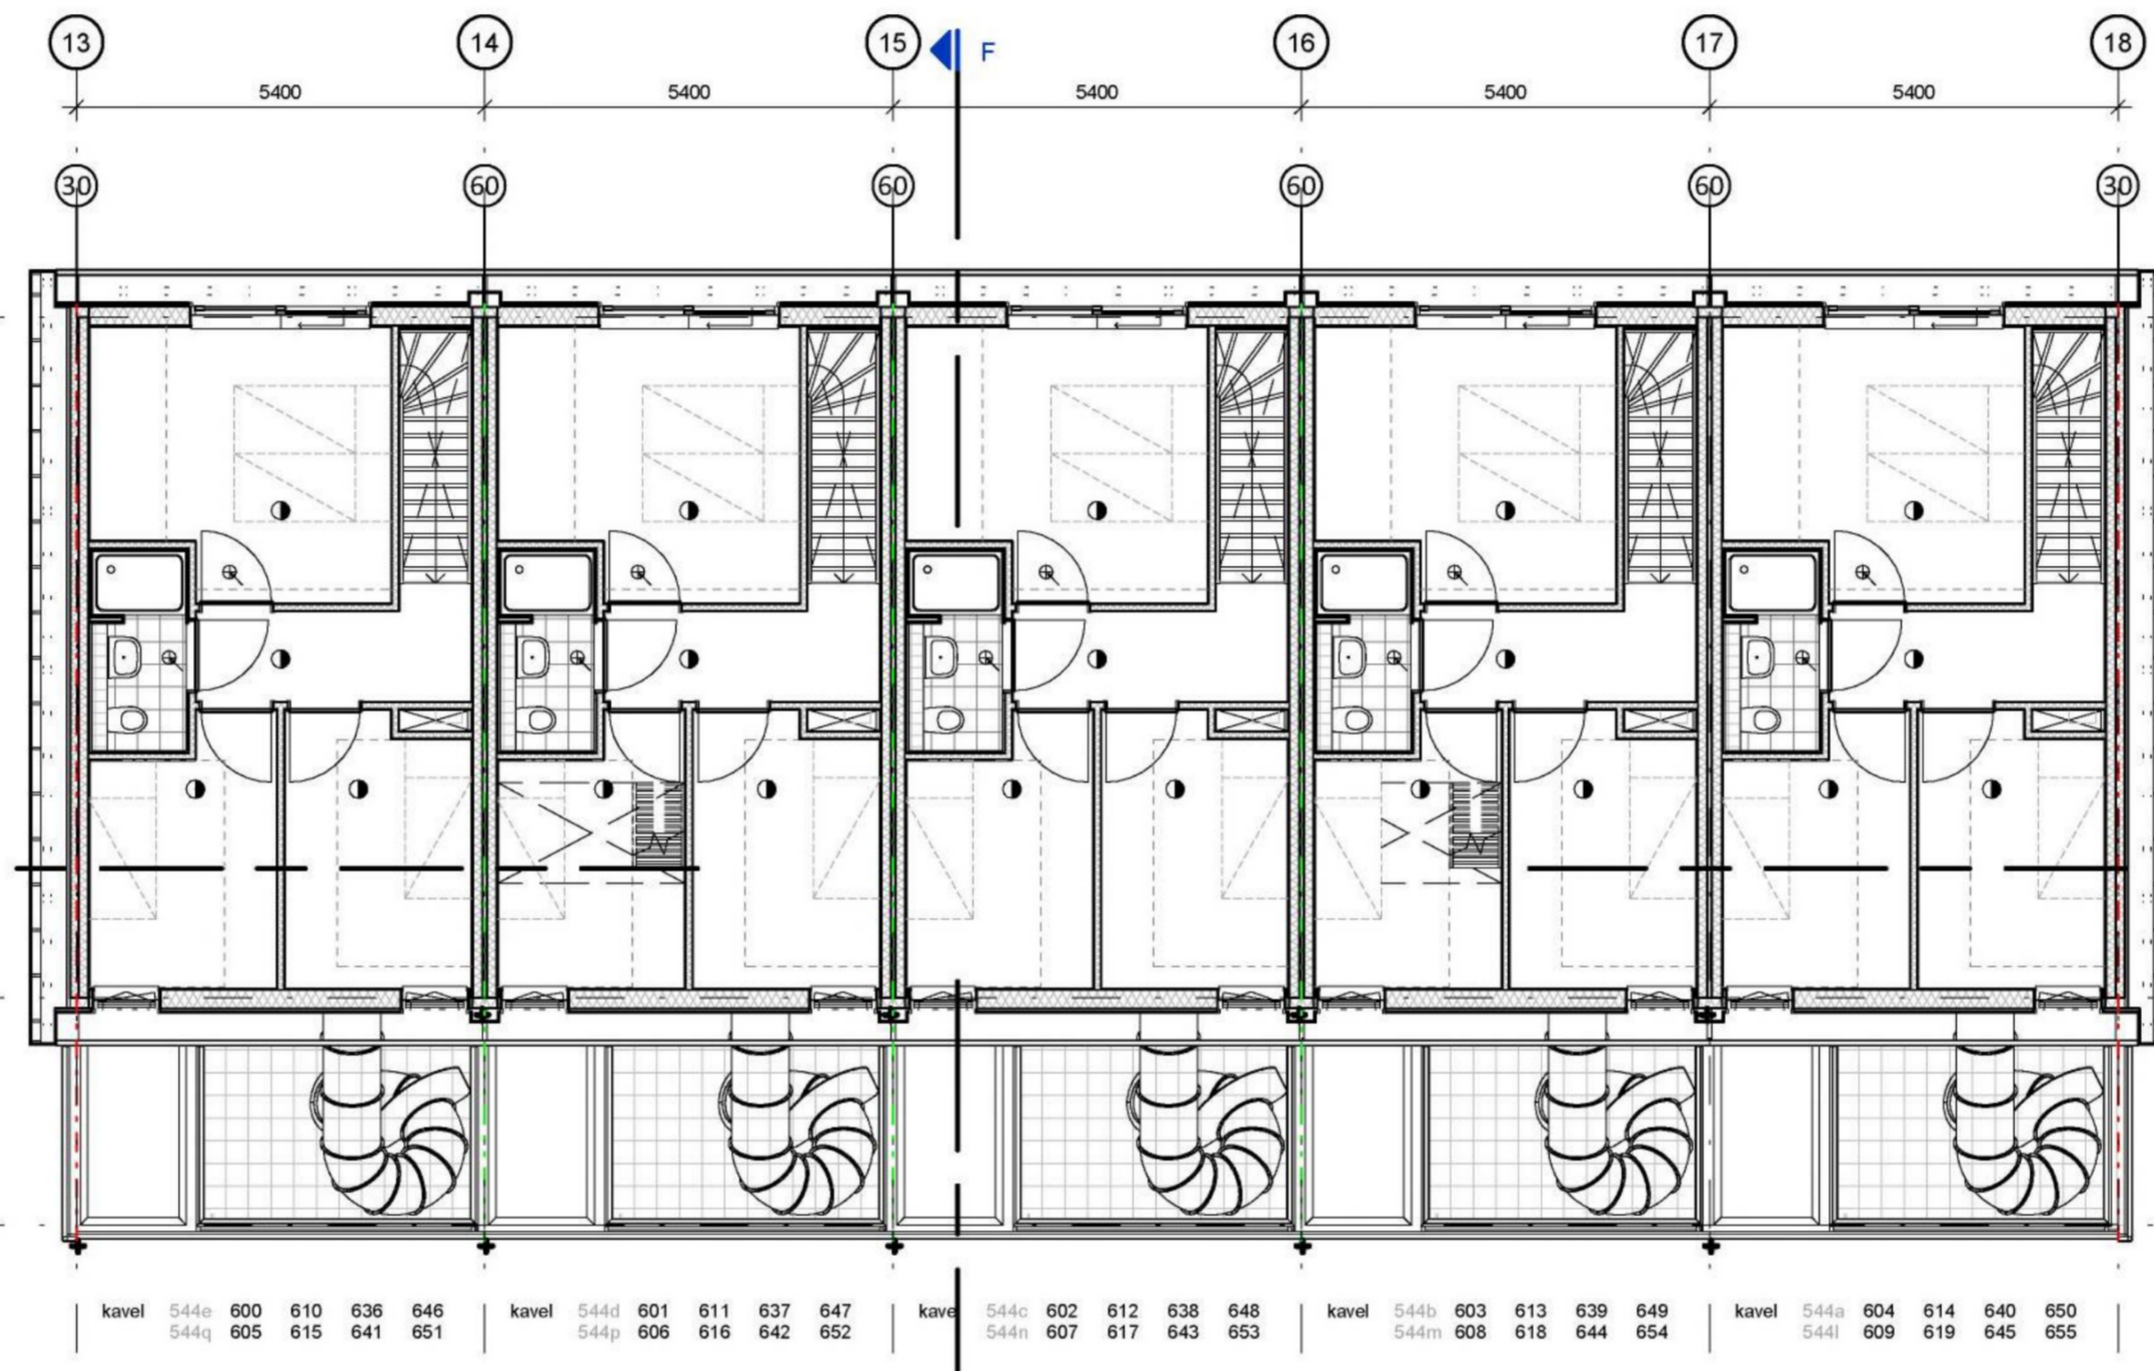 13 14 15 F 16 17 18
5400 5400 5400 5400 5400
30 60 60 60 60 30
kavel 544e 600 610 636 646
544q 605 615 641 651
kavel 544d 601 611 637 647
544p 606 616 642 652
kavel 544c 602 612 638 648
544n 607 617 643 653
kavel 544b 603 613 639 649
544m 608 618 644 654
kavel 544a 604 614 640 650
544l 609 619 645 655